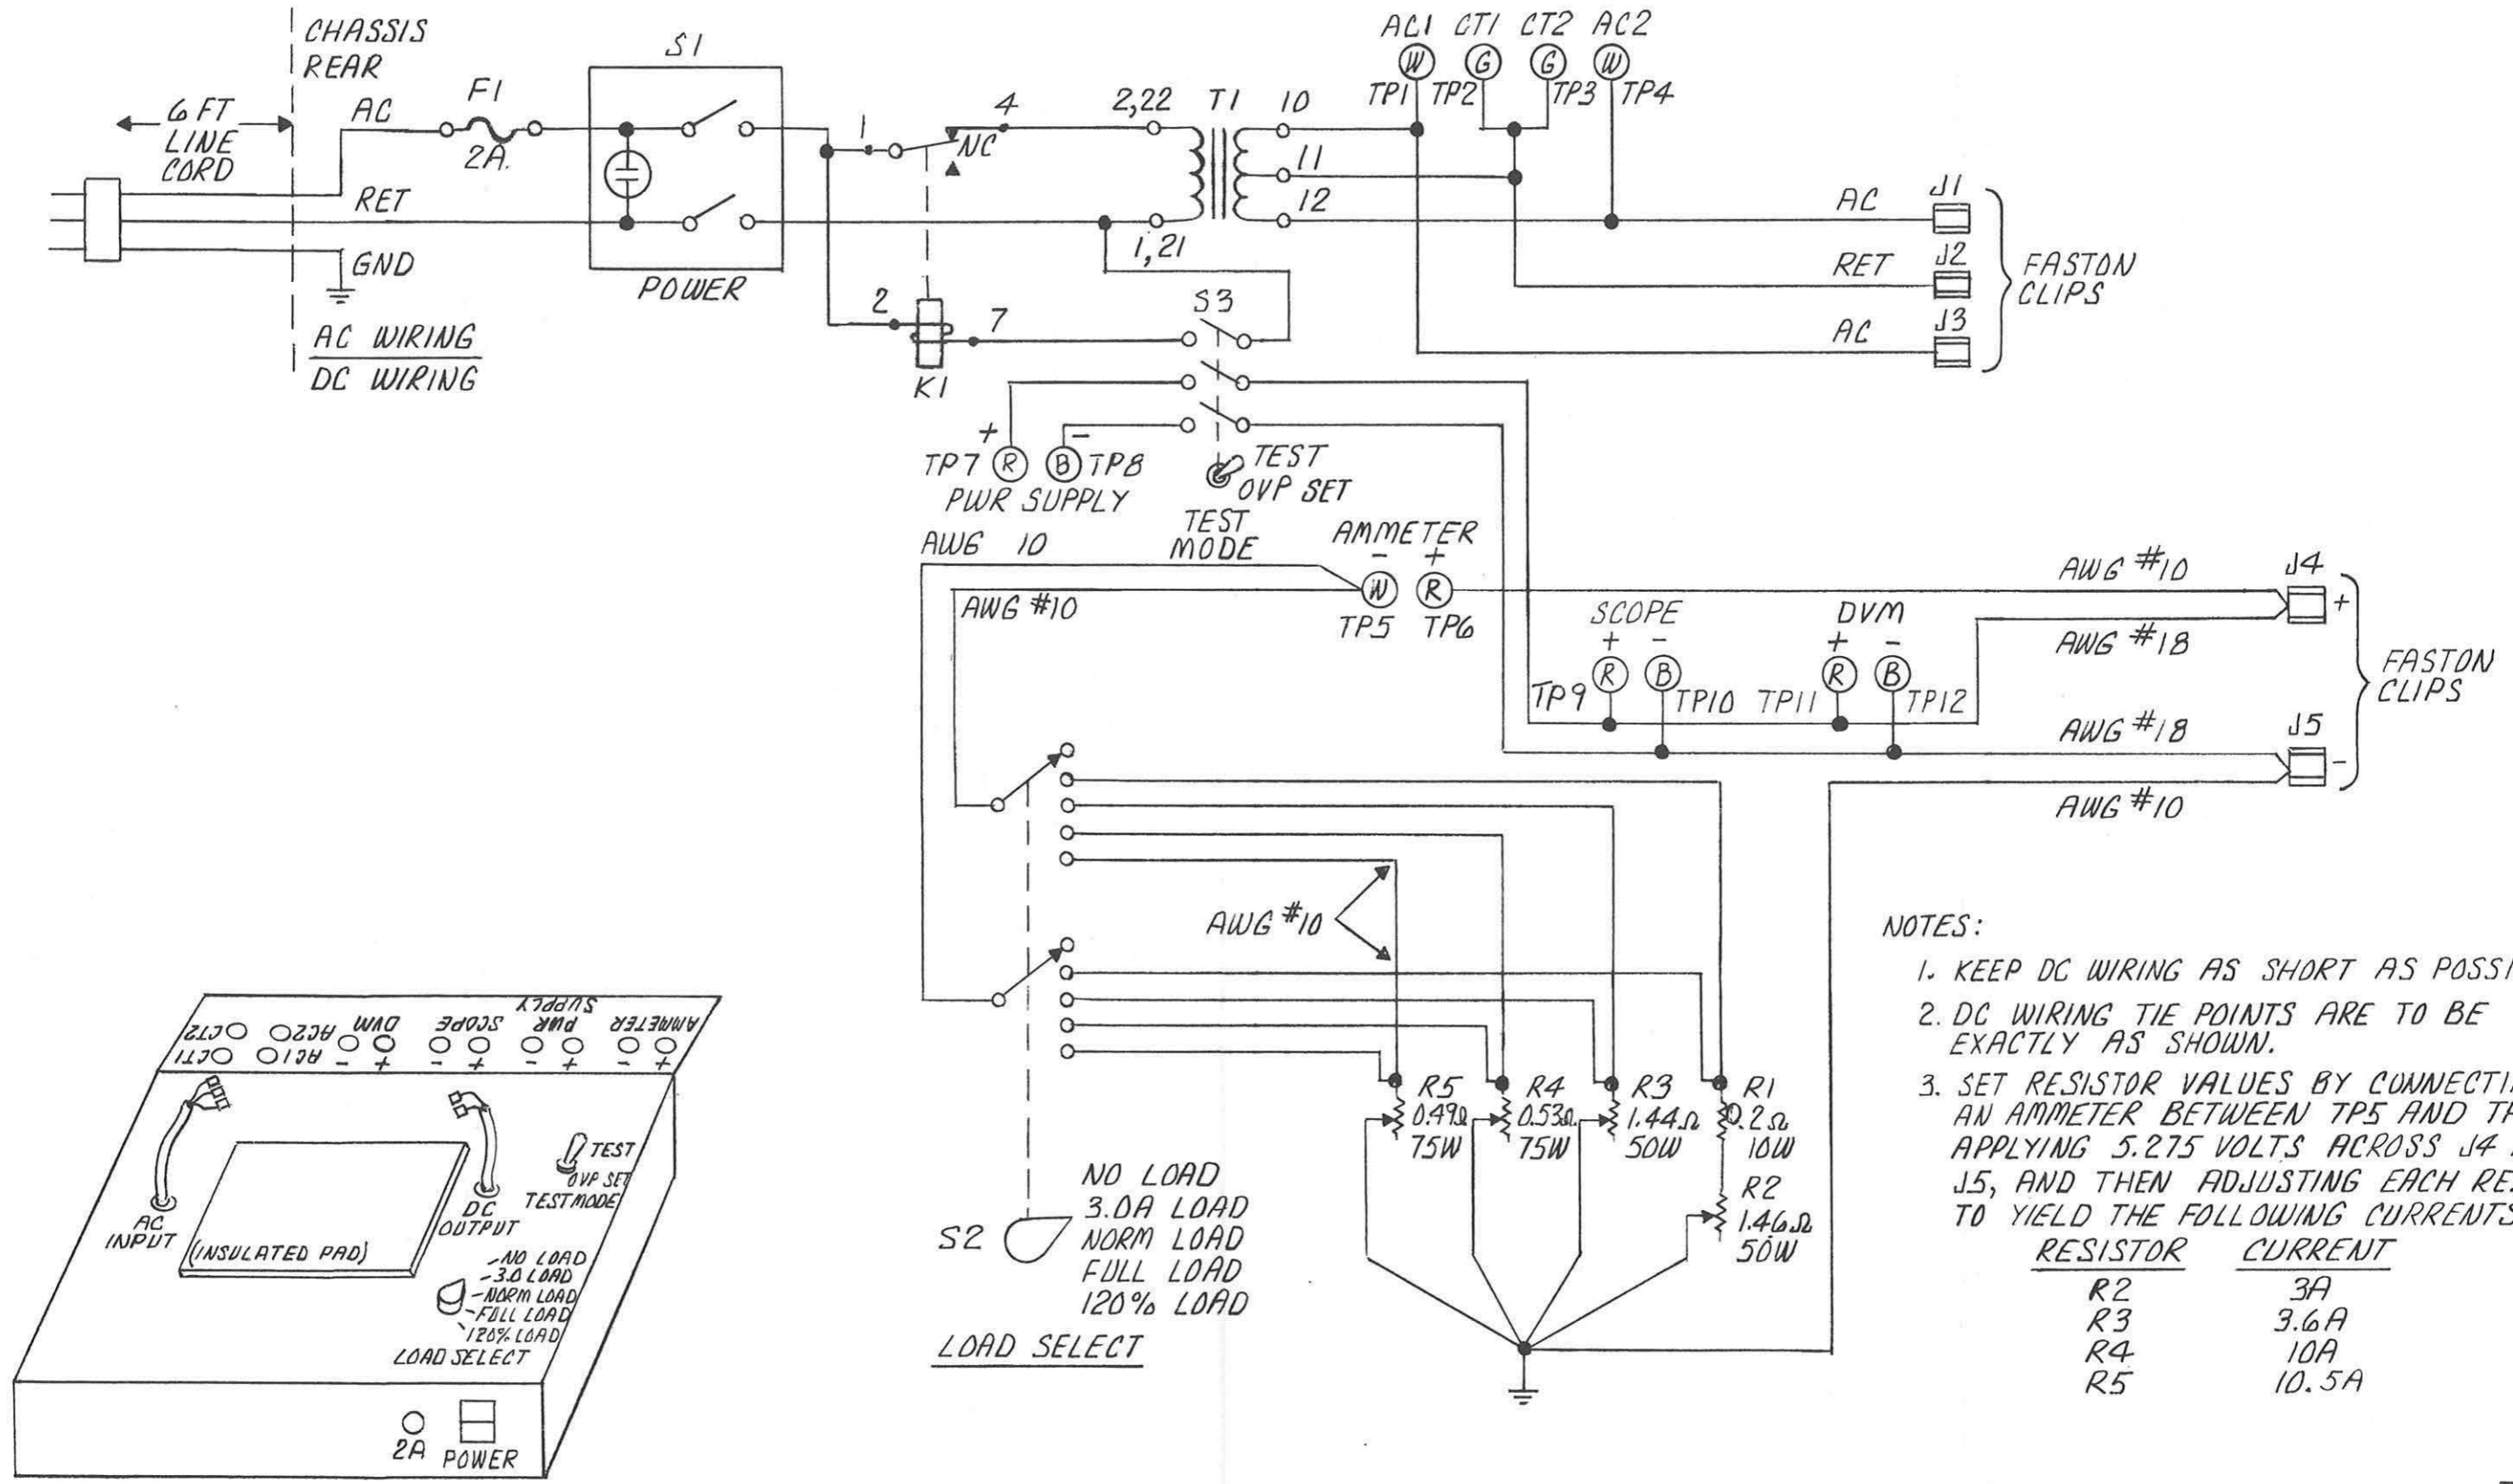 CHASSIS
REAR
6 FT
LINE
CORD
AC
F1
2A.
S1
RET
GND
POWER
AC WIRING
DC WIRING
1
NC
4
2,22
T1
10
11
12
1,21
2
7
K1
S3
AC1 CT1 CT2 AC2
W G G W
TP1 TP2 TP3 TP4
AC J1
RET J2
AC J3
FASTON
CLIPS
+ -
TP7 R B TP8
PWR SUPPLY
TEST
OVP SET
TEST
MODE
AWG 10
AWG #10
AMMETER
- +
W R
TP5 TP6
AWG #10 J4
+
AWG #18
SCOPE
+ -
R B
TP9 TP10
DVM
+ -
R B
TP11 TP12
AWG #18 J5
-
AWG #10
FASTON
CLIPS
AWG #10
R5
0.49Ω
75W
R4
0.53Ω
75W
R3
1.44Ω
50W
R1
0.2Ω
10W
R2
1.46Ω
50W
S2
NO LOAD
3.0A LOAD
NORM LOAD
FULL LOAD
120% LOAD
LOAD SELECT
NOTES:
1. KEEP DC WIRING AS SHORT AS
2. DC WIRING TIE POINTS ARE TO BE
EXACTLY AS SHOWN.
3. SET RESISTOR VALUES BY
AN AMMETER BETWEEN TP5 AND
APPLYING 5.275 VOLTS ACROSS J4
J5, AND THEN ADJUSTING EACH
TO YIELD THE FOLLOWING CURRENTS
RESISTOR CURRENT
R2 3A
R3 3.6A
R4 10A
R5 10.5A
CT2 AC2 DVM SCOPE PWR SUPPLY AMMETER
CT1 AC1 - + - + - + - +
AC
INPUT
(INSULATED PAD)
DC
OUTPUT
TEST
OVP SET
TEST MODE
NO LOAD
3.0 LOAD
NORM LOAD
FULL LOAD
120% LOAD
LOAD SELECT
2A POWER